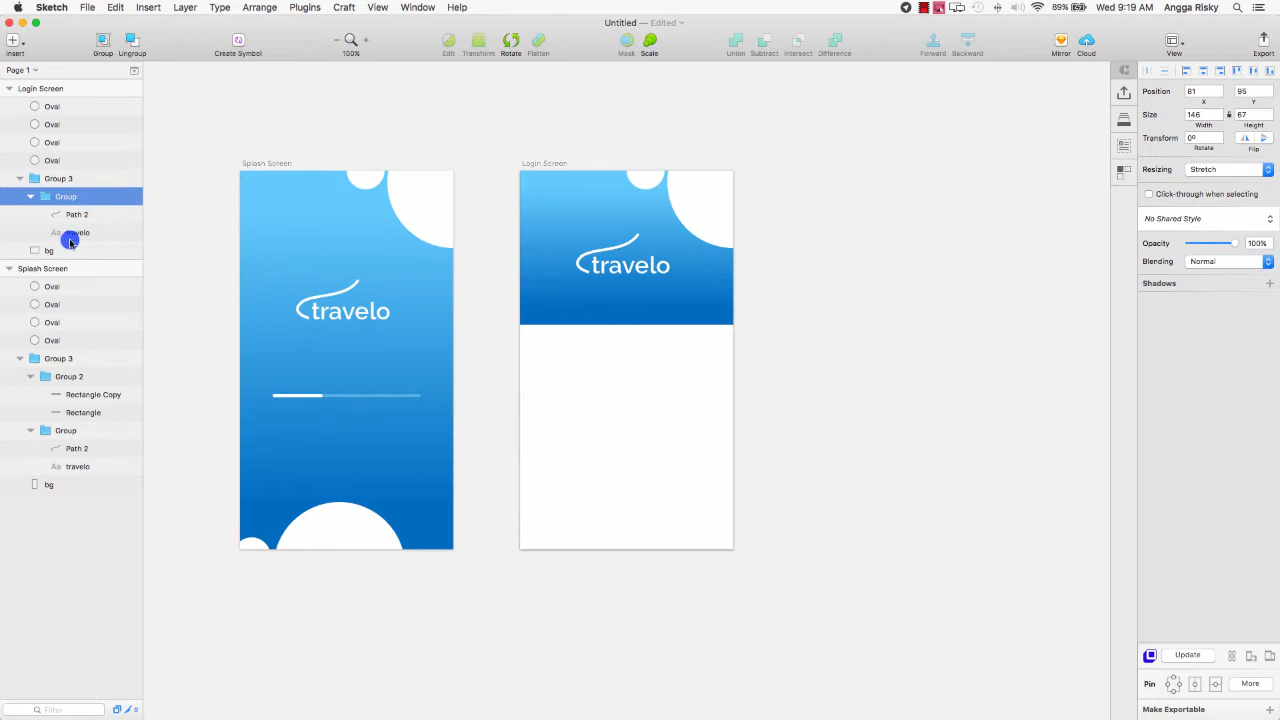 Sketch File Edit Insert Layer Type Arrange Plugins Craft View Window Help 89% Wed 9:19 AM Angga Risky
Untitled — Edited
Insert Group Ungroup Create Symbol 100% Edit Transform Rotate Flatten Mask Scale Union Subtract Intersect Difference Forward Backward Mirror Cloud View Export
Page 1
Login Screen
Oval
Oval
Oval
Oval
Group 3
Group
Path 2
Aa travelo
bg
Splash Screen
Oval
Oval
Oval
Oval
Group 3
Group 2
Rectangle Copy
Rectangle
Group
Path 2
Aa travelo
bg
Filter
0
Splash Screen
travelo
Login Screen
travelo
Position 81 95
X Y
Size 146 67
Width Height
Transform 0º
Rotate Flip
Resizing Stretch
Click-through when selecting
No Shared Style
Opacity 100%
Blending Normal
Shadows
Update
Pin More
Make Exportable